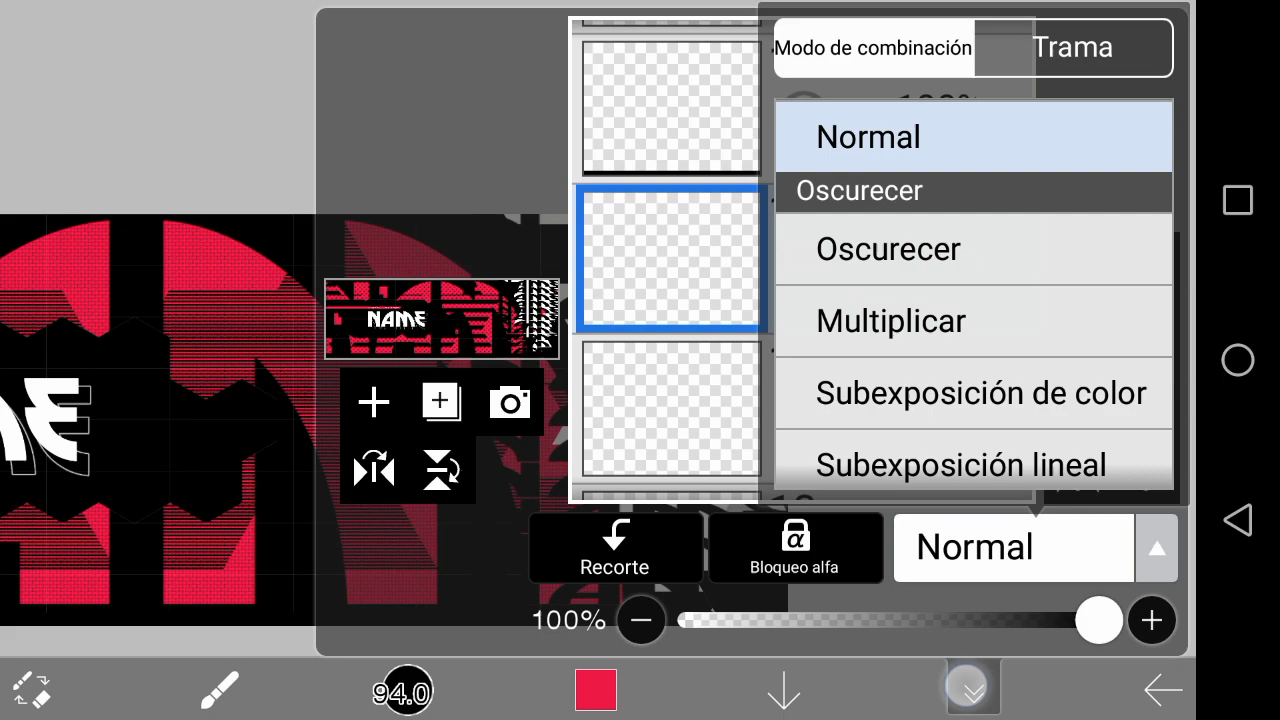 Modo de combinación
Trama
Normal
Oscurecer
Oscurecer
Multiplicar
Subexposición de color
Subexposición lineal
NAME
Recorte
α
Bloqueo alfa
Normal
100%
94.0